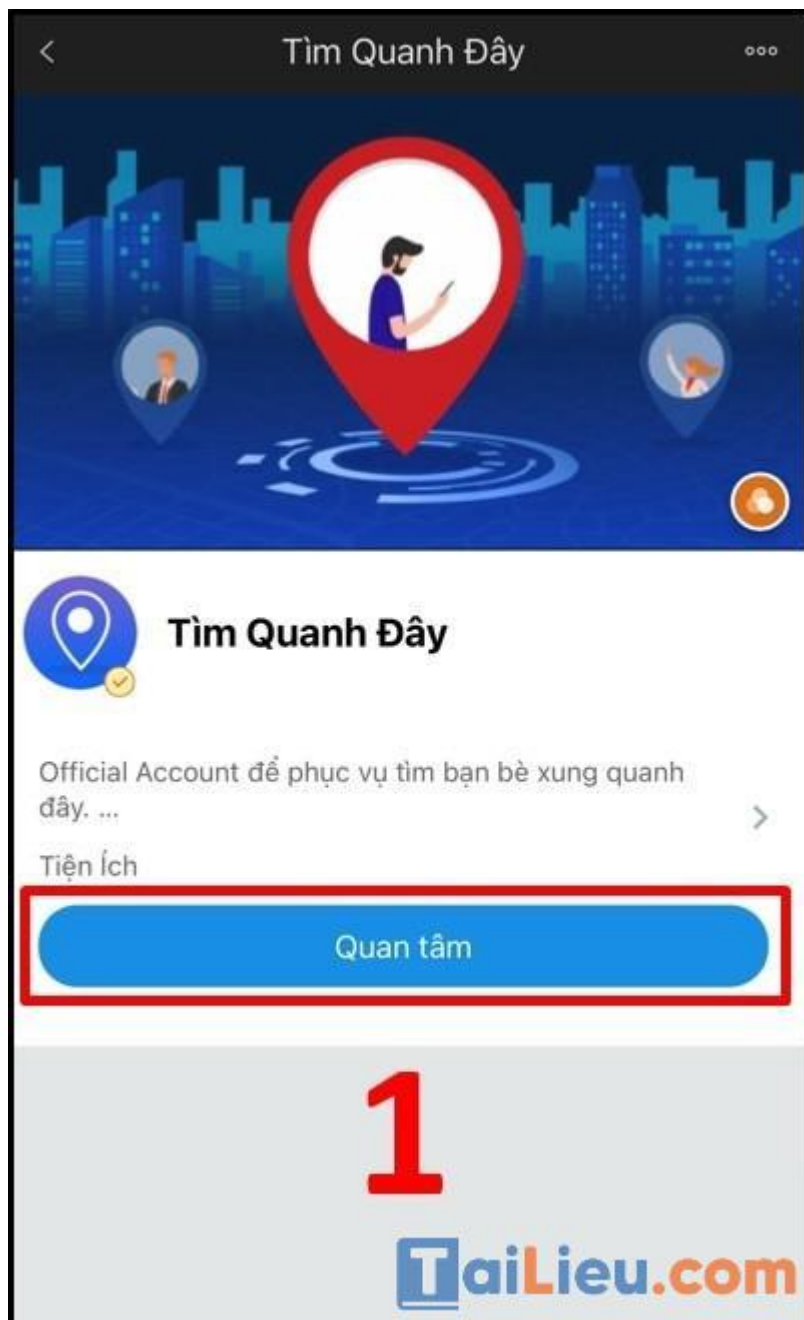 Tìm Quanh Đây
Tìm Quanh Đây
Official Account để phục vụ tìm bạn bè xung quanh
đây. ...
Tiện Ích
Quan tâm
1
TaiLieu.com